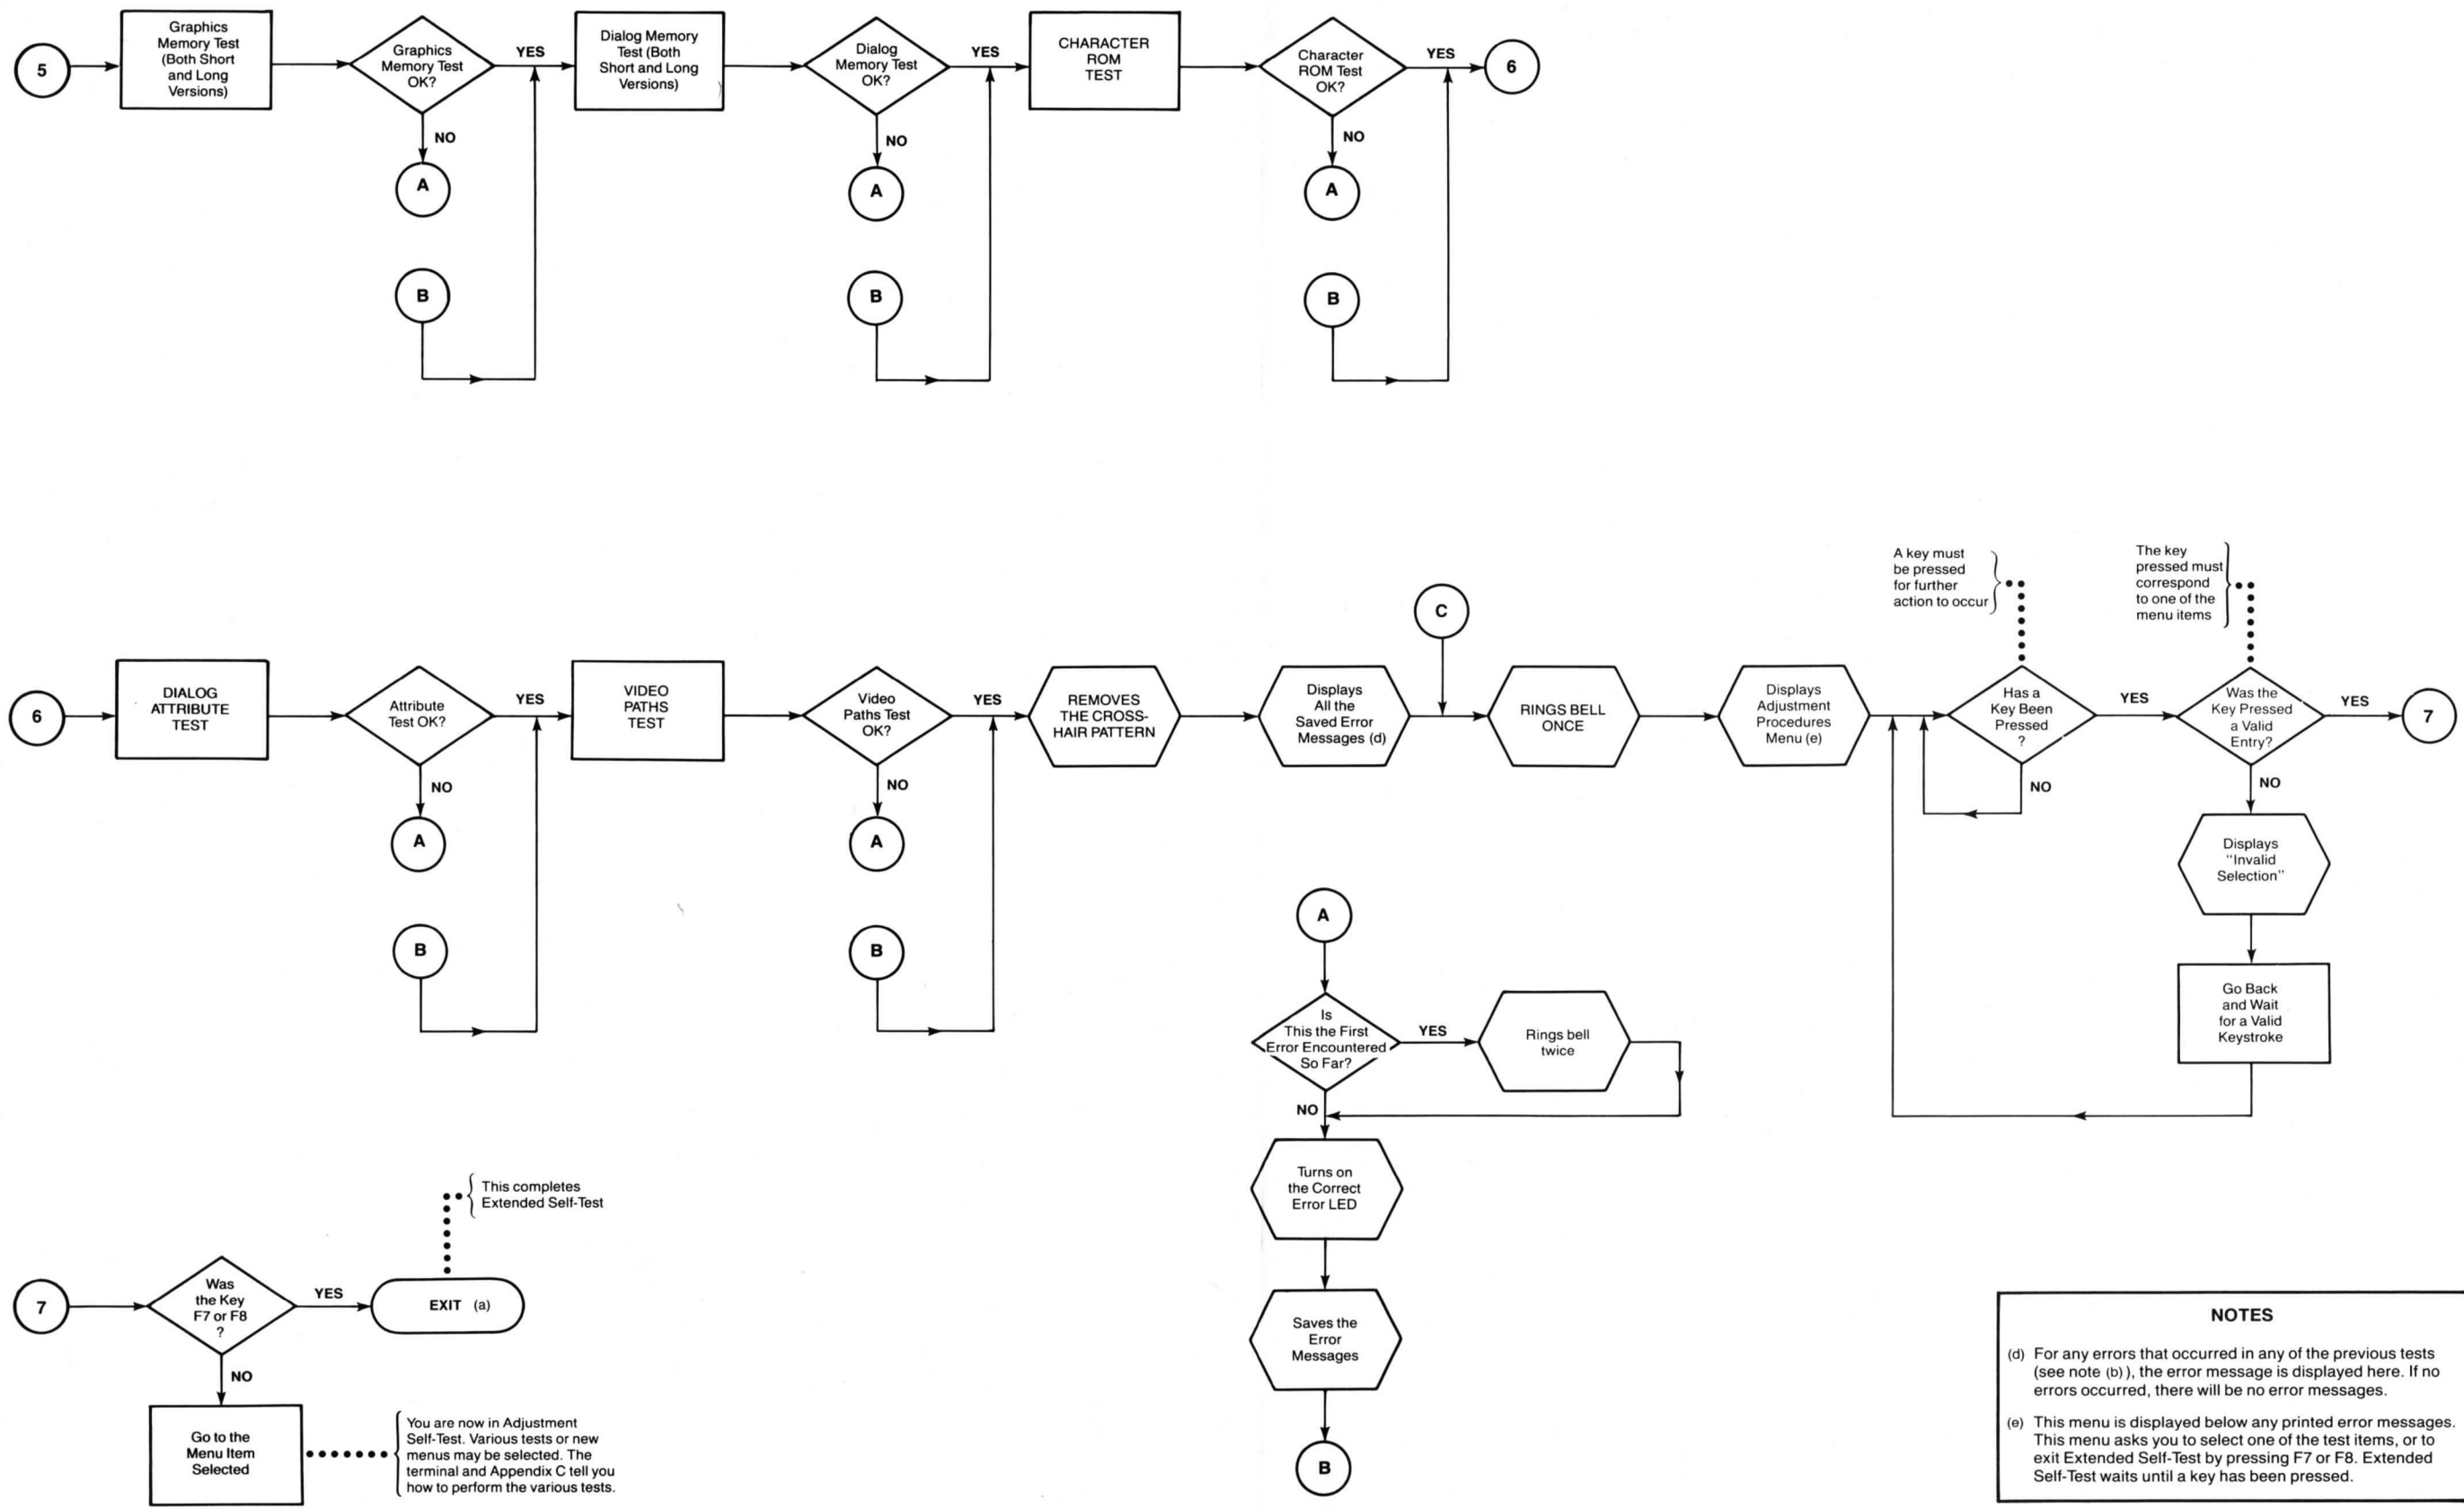 5
Graphics
Memory Test
(Both Short
and Long
Versions)
Graphics
Memory Test
OK?
YES
NO
A
B
Dialog Memory
Test (Both
Short and Long
Versions)
Dialog
Memory Test
OK?
YES
NO
A
B
CHARACTER
ROM
TEST
Character
ROM Test
OK?
YES
NO
A
B
6
6
DIALOG
ATTRIBUTE
TEST
Attribute
Test OK?
YES
NO
A
B
VIDEO
PATHS
TEST
Video
Paths Test
OK?
YES
NO
A
B
REMOVES
THE CROSS-
HAIR PATTERN
Displays
All the
Saved Error
Messages (d)
C
RINGS BELL
ONCE
Displays
Adjustment
Procedures
Menu (e)
A key must
be pressed
for further
action to occur
Has a
Key Been
Pressed
?
YES
NO
The key
pressed must
correspond
to one of the
menu items
Was the
Key Pressed
a Valid
Entry?
YES
7
NO
Displays
"Invalid
Selection"
Go Back
and Wait
for a Valid
Keystroke
A
Is
This the First
Error Encountered
So Far?
YES
Rings bell
twice
NO
Turns on
the Correct
Error LED
Saves the
Error
Messages
B
7
Was
the Key
F7 or F8
?
YES
EXIT (a)
This completes
Extended Self-Test
NO
Go to the
Menu Item
Selected
You are now in Adjustment
Self-Test. Various tests or new
menus may be selected. The
terminal and Appendix C tell you
how to perform the various tests.
NOTES
(d) For any errors that occurred in any of the previous tests
(see note (b)), the error message is displayed here. If no
errors occurred, there will be no error messages.
(e) This menu is displayed below any printed error messages.
This menu asks you to select one of the test items, or to
exit Extended Self-Test by pressing F7 or F8. Extended
Self-Test waits until a key has been pressed.